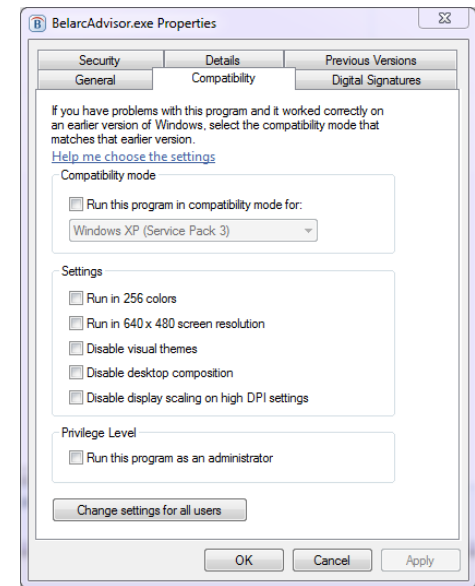 BelarcAdvisor.exe Properties
Security Details Previous Versions
General Compatibility Digital Signatures
If you have problems with this program and it worked correctly on
an earlier version of Windows, select the compatibility mode that
matches that earlier version.
Help me choose the settings
Compatibility mode
Run this program in compatibility mode for:
Windows XP (Service Pack 3)
Settings
Run in 256 colors
Run in 640 x 480 screen resolution
Disable visual themes
Disable desktop composition
Disable display scaling on high DPI settings
Privilege Level
Run this program as an administrator
Change settings for all users
OK Cancel Apply